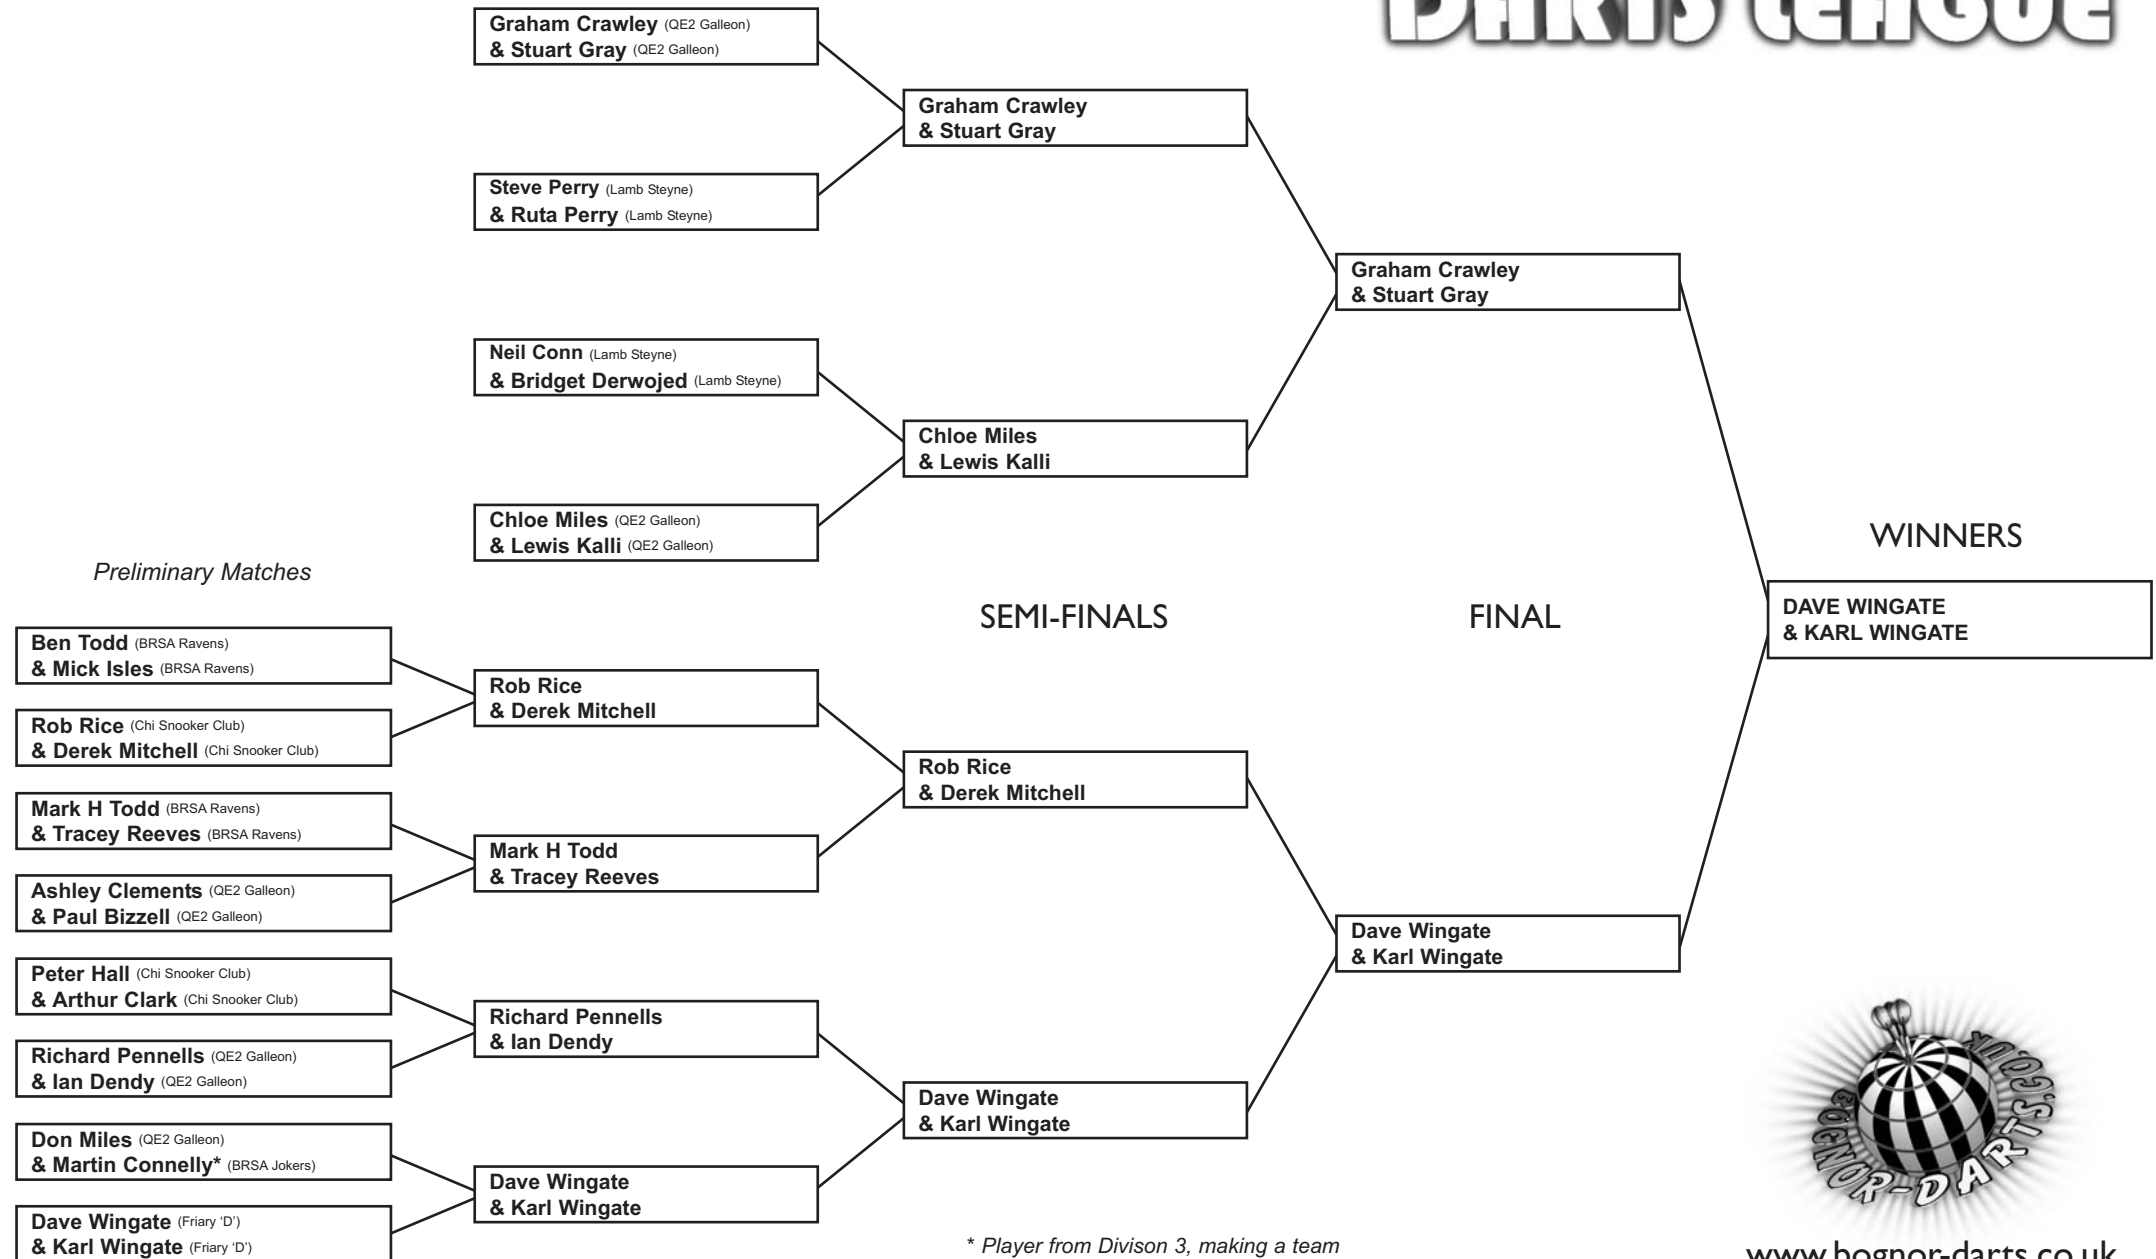 DARTS LEAGUE
Graham Crawley (QE2 Galleon)
& Stuart Gray (QE2 Galleon)
Steve Perry (Lamb Steyne)
& Ruta Perry (Lamb Steyne)
Neil Conn (Lamb Steyne)
& Bridget Derwojed (Lamb Steyne)
Chloe Miles (QE2 Galleon)
& Lewis Kalli (QE2 Galleon)
Preliminary Matches
Ben Todd (BRSA Ravens)
& Mick Isles (BRSA Ravens)
Rob Rice (Chi Snooker Club)
& Derek Mitchell (Chi Snooker Club)
Mark H Todd (BRSA Ravens)
& Tracey Reeves (BRSA Ravens)
Ashley Clements (QE2 Galleon)
& Paul Bizzell (QE2 Galleon)
Peter Hall (Chi Snooker Club)
& Arthur Clark (Chi Snooker Club)
Richard Pennells (QE2 Galleon)
& Ian Dendy (QE2 Galleon)
Don Miles (QE2 Galleon)
& Martin Connelly* (BRSA Jokers)
Dave Wingate (Friary ‘D’)
& Karl Wingate (Friary ‘D’)
Rob Rice
& Derek Mitchell
Mark H Todd
& Tracey Reeves
Richard Pennells
& Ian Dendy
Dave Wingate
& Karl Wingate
Graham Crawley
& Stuart Gray
Chloe Miles
& Lewis Kalli
SEMI-FINALS
Rob Rice
& Derek Mitchell
Dave Wingate
& Karl Wingate
Graham Crawley
& Stuart Gray
FINAL
Dave Wingate
& Karl Wingate
WINNERS
DAVE WINGATE
& KARL WINGATE
* Player from Divison 3, making a team
BOGNOR-DARTS.CO.UK
www.bognor-darts.co.uk